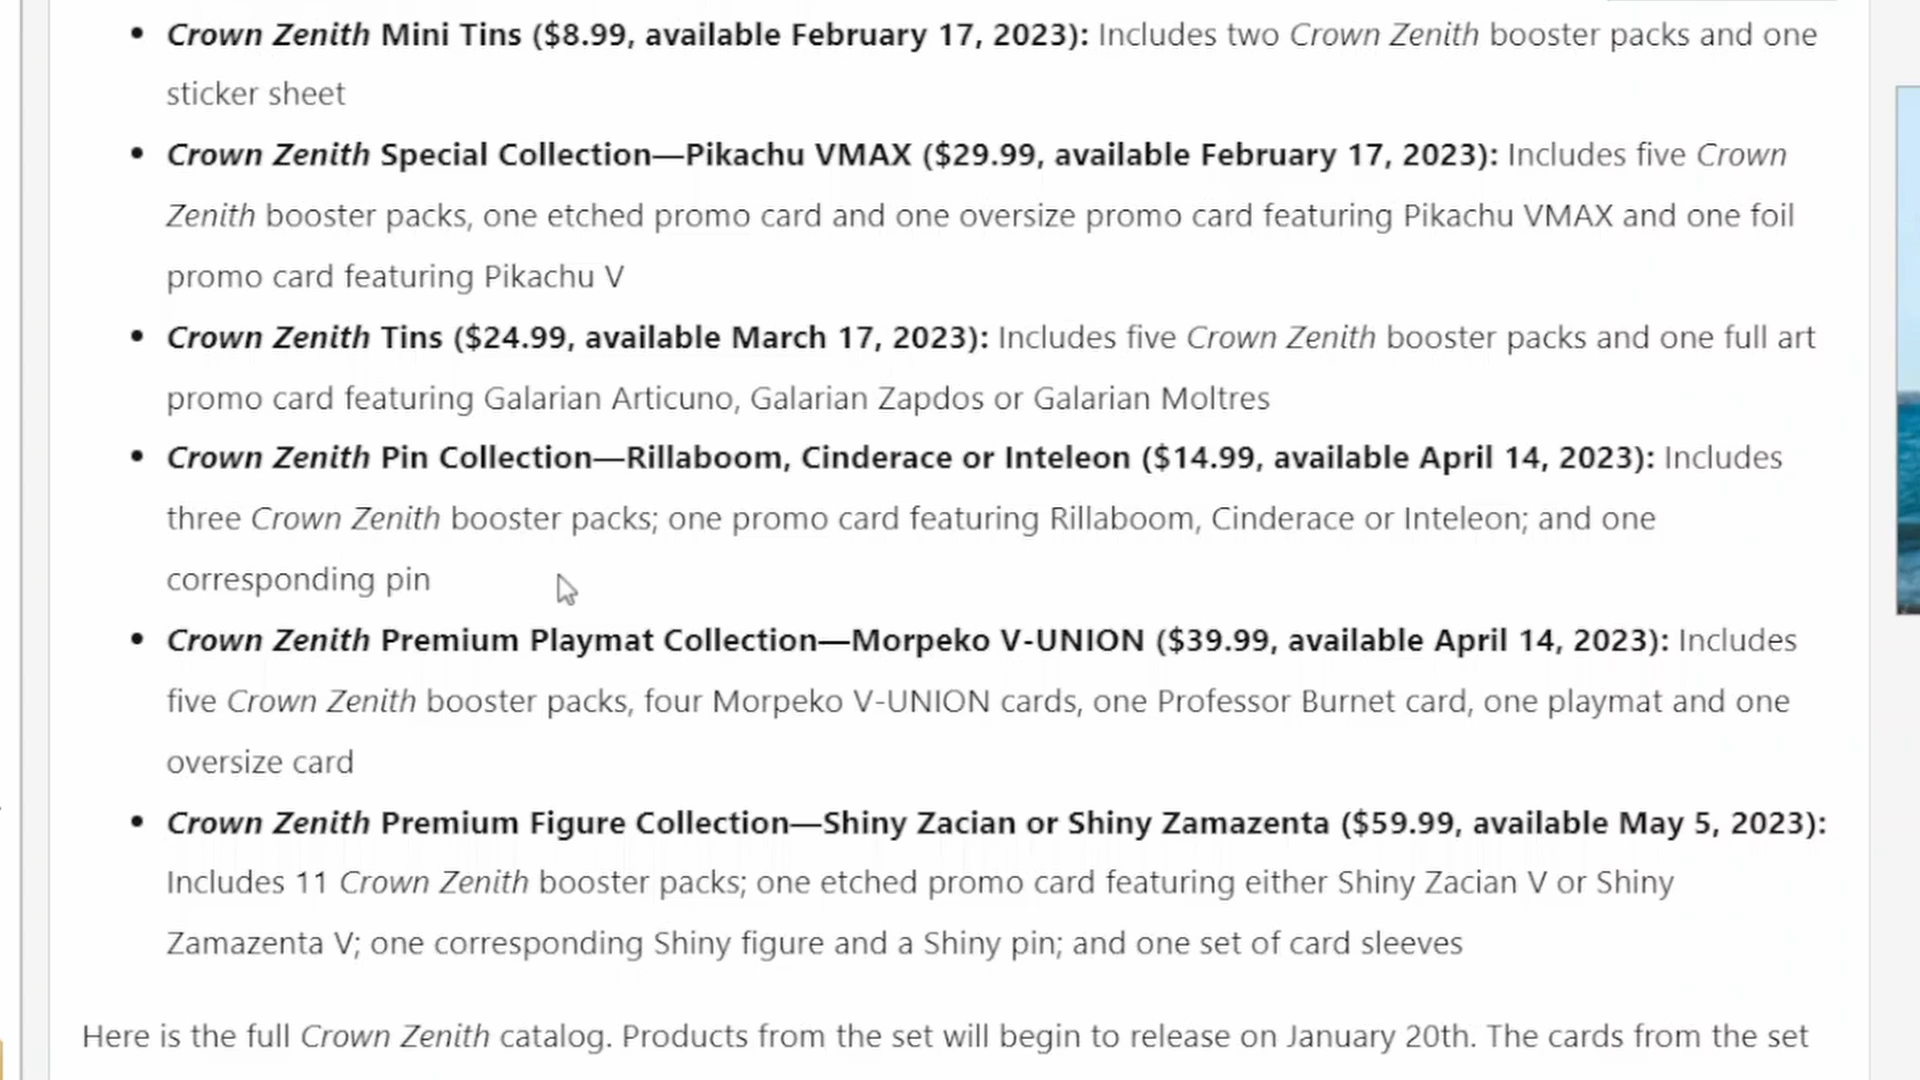 Crown Zenith Mini Tins ($8.99, available February 17, 2023): Includes two Crown Zenith booster packs and one
sticker sheet
Crown Zenith Special Collection—Pikachu VMAX ($29.99, available February 17, 2023): Includes five Crown
Zenith booster packs, one etched promo card and one oversize promo card featuring Pikachu VMAX and one foil
promo card featuring Pikachu V
Crown Zenith Tins ($24.99, available March 17, 2023): Includes five Crown Zenith booster packs and one full art
promo card featuring Galarian Articuno, Galarian Zapdos or Galarian Moltres
Crown Zenith Pin Collection—Rillaboom, Cinderace or Inteleon ($14.99, available April 14, 2023): Includes
three Crown Zenith booster packs; one promo card featuring Rillaboom, Cinderace or Inteleon; and one
corresponding pin
Crown Zenith Premium Playmat Collection—Morpeko V-UNION ($39.99, available April 14, 2023): Includes
five Crown Zenith booster packs, four Morpeko V-UNION cards, one Professor Burnet card, one playmat and one
oversize card
Crown Zenith Premium Figure Collection—Shiny Zacian or Shiny Zamazenta ($59.99, available May 5, 2023):
Includes 11 Crown Zenith booster packs; one etched promo card featuring either Shiny Zacian V or Shiny
Zamazenta V; one corresponding Shiny figure and a Shiny pin; and one set of card sleeves
Here is the full Crown Zenith catalog. Products from the set will begin to release on January 20th. The cards from the set